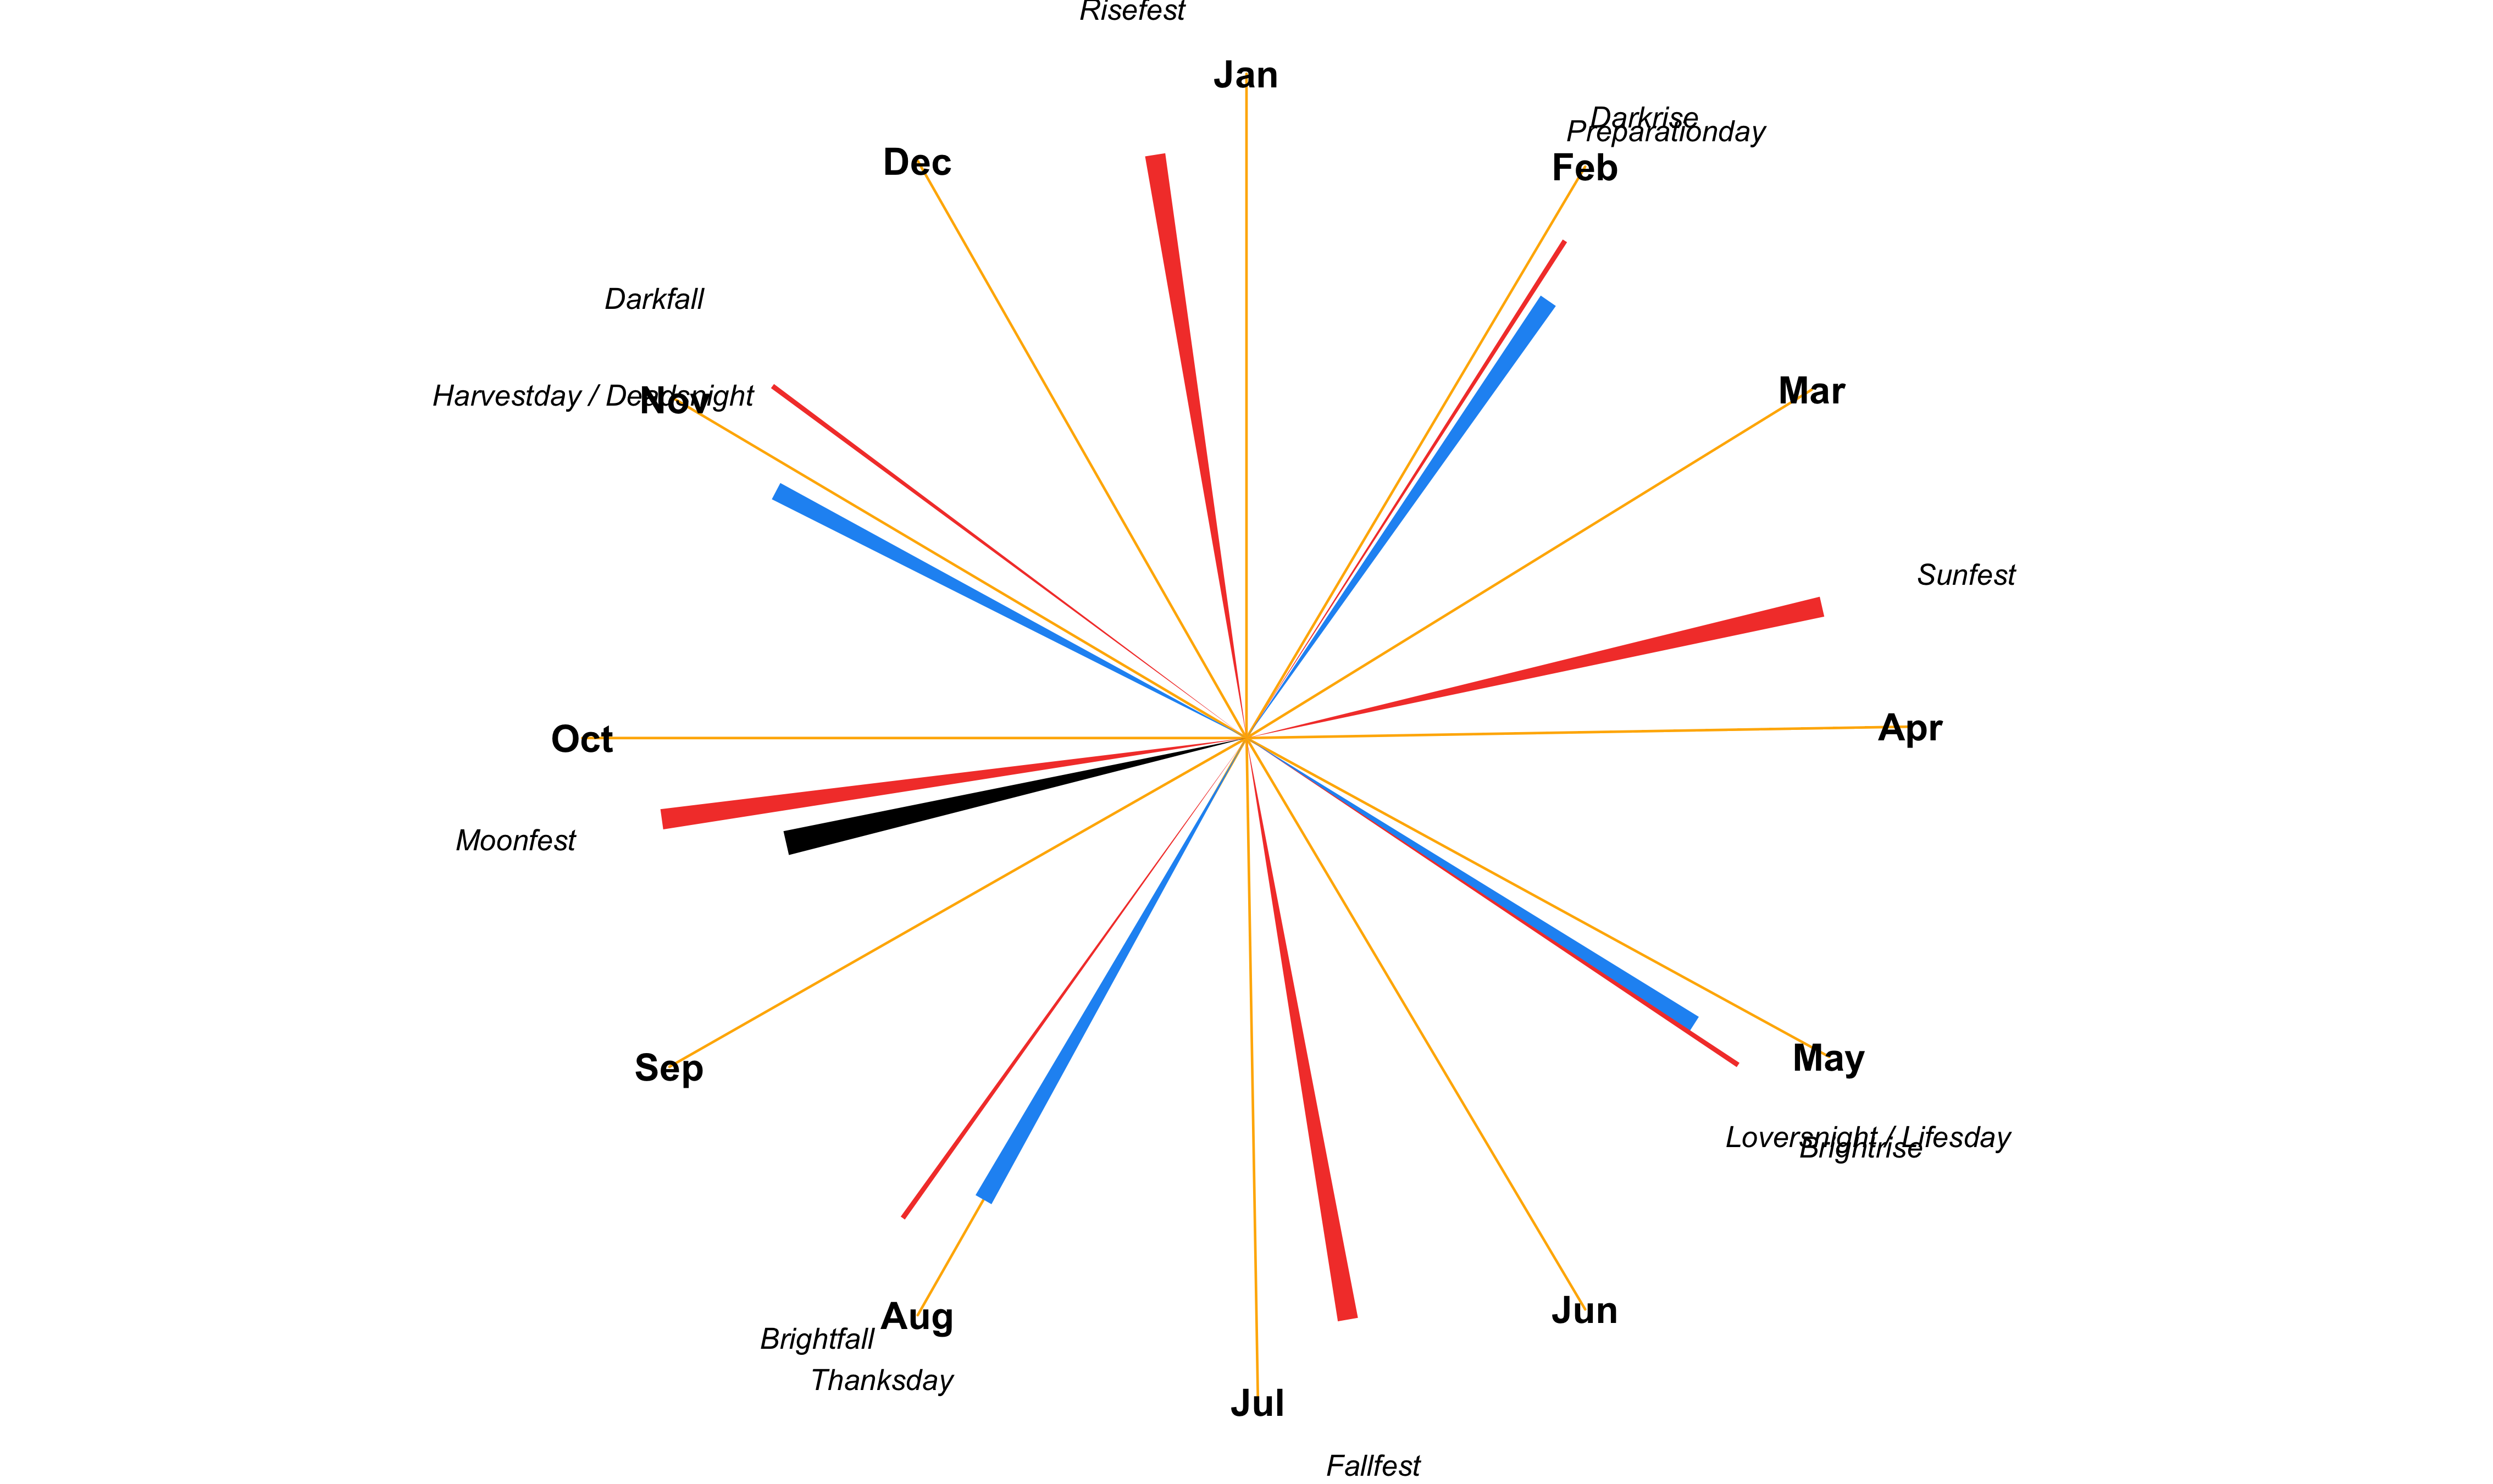 Risefest
Jan
Darkrise
Preparationday
Dec
Feb
Darkfall
Mar
Harvestday / Deadsnight
Nov
Sunfest
Apr
Oct
Moonfest
May
Sep
Loversnight / Lifesday
Brightrise
Jun
Aug
Brightfall
Thanksday
Jul
Fallfest